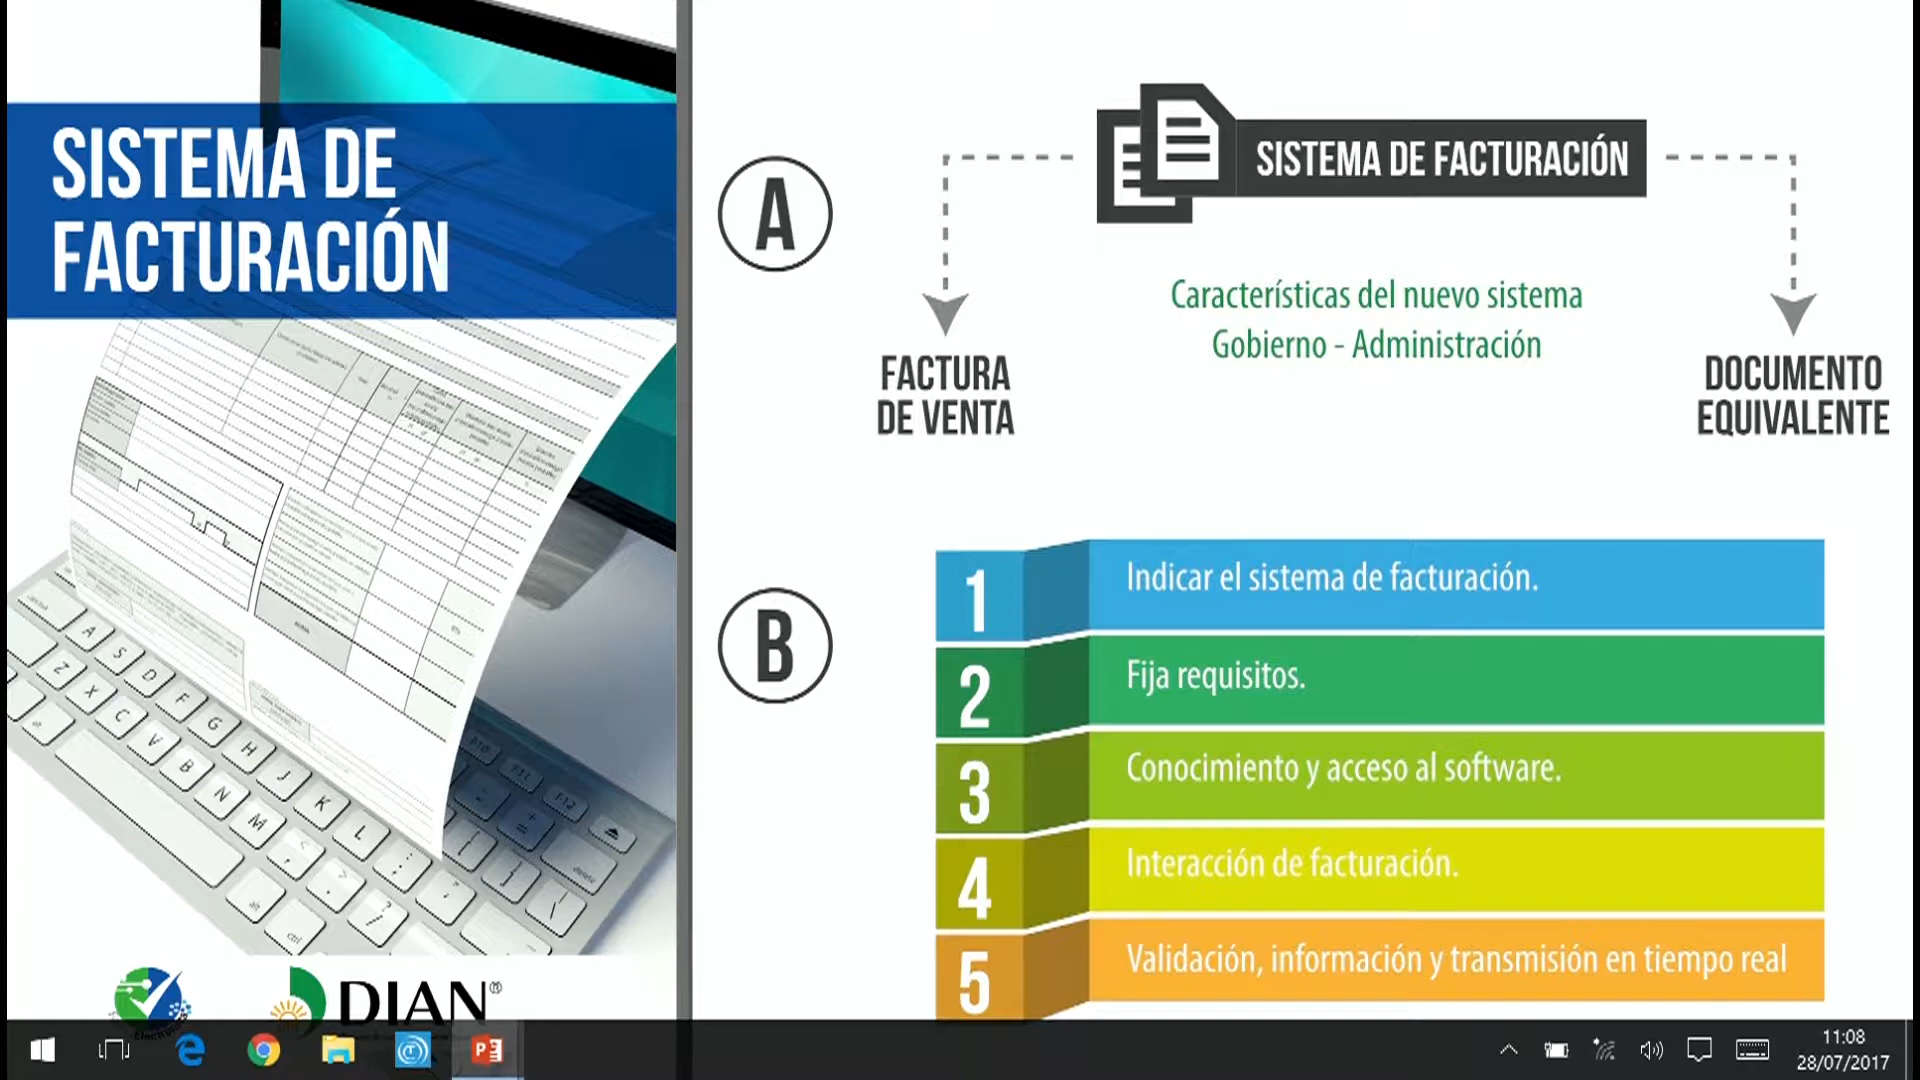 SISTEMA DE
FACTURACIÓN
DIAN®
A
SISTEMA DE FACTURACIÓN
Características del nuevo sistema
Gobierno - Administración
FACTURA
DE VENTA
DOCUMENTO
EQUIVALENTE
B
1 Indicar el sistema de facturación.
2 Fija requisitos.
3 Conocimiento y acceso al software.
4 Interacción de facturación.
5 Validación, información y transmisión en tiempo real
11:08
28/07/2017